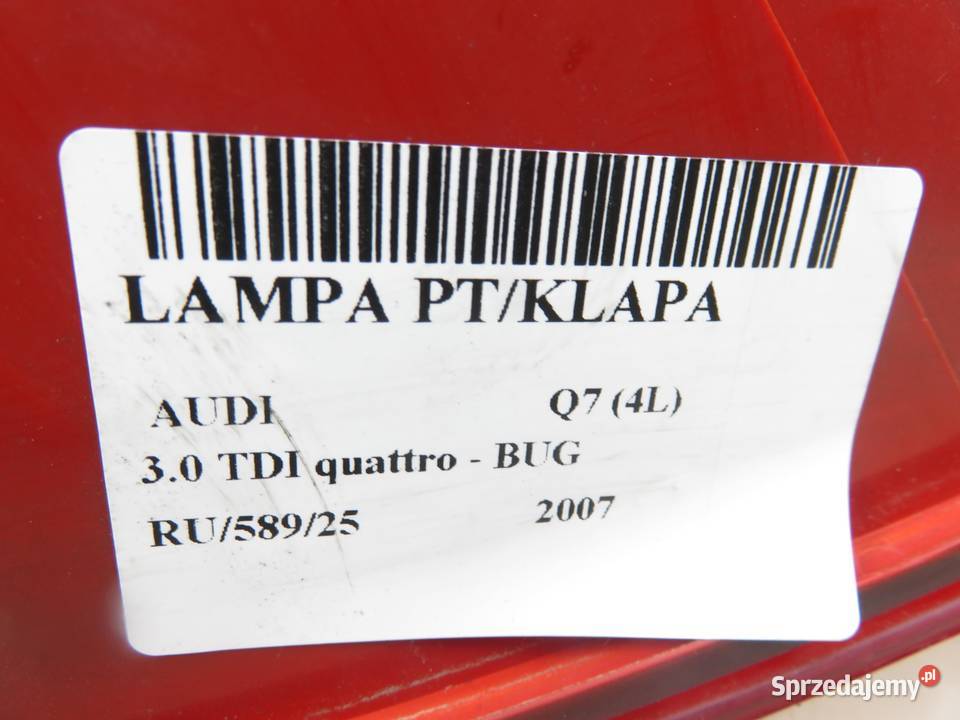 LAMPA PT/KLAPA
AUDI Q7 (4L)
3.0 TDI quattro - BUG
RU/589/25 2007
Sprzedajemy.pl